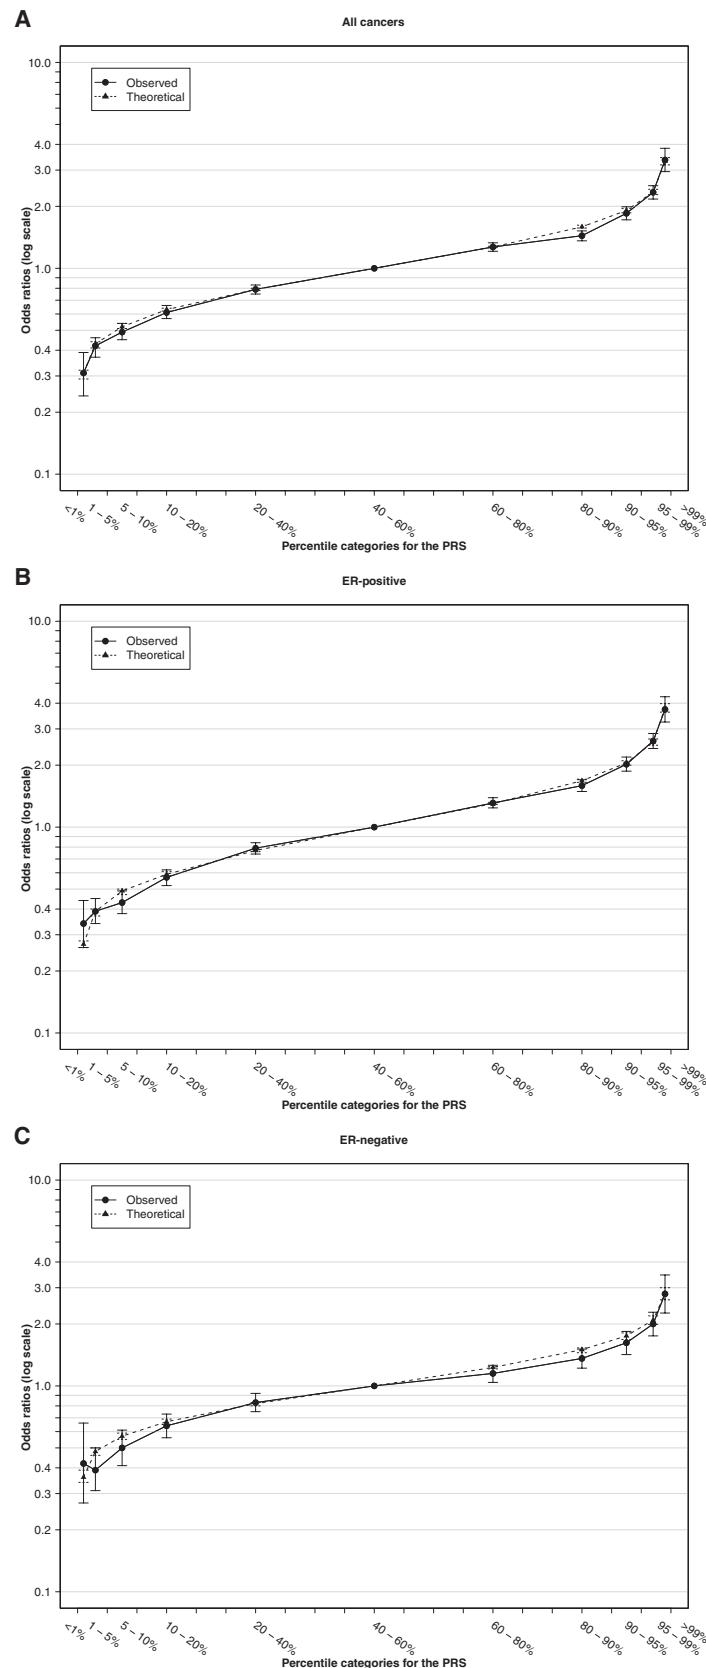 A
All cancers
Observed
Theoretical
10.0
4.0
3.0
2.0
1.0
0.4
0.3
0.2
0.1
Odds ratios (log scale)
<1%
1 – 5%
5 – 10%
10 – 20%
20 – 40%
40 – 60%
60 – 80%
80 – 90%
90 – 95%
95 – 99%
>99%
Percentile categories for the PRS
B
ER-positive
Observed
Theoretical
10.0
4.0
3.0
2.0
1.0
0.4
0.3
0.2
0.1
Odds ratios (log scale)
<1%
1 – 5%
5 – 10%
10 – 20%
20 – 40%
40 – 60%
60 – 80%
80 – 90%
90 – 95%
95 – 99%
>99%
Percentile categories for the PRS
C
ER-negative
Observed
Theoretical
10.0
4.0
3.0
2.0
1.0
0.4
0.3
0.2
0.1
Odds ratios (log scale)
<1%
1 – 5%
5 – 10%
10 – 20%
20 – 40%
40 – 60%
60 – 80%
80 – 90%
90 – 95%
95 – 99%
>99%
Percentile categories for the PRS